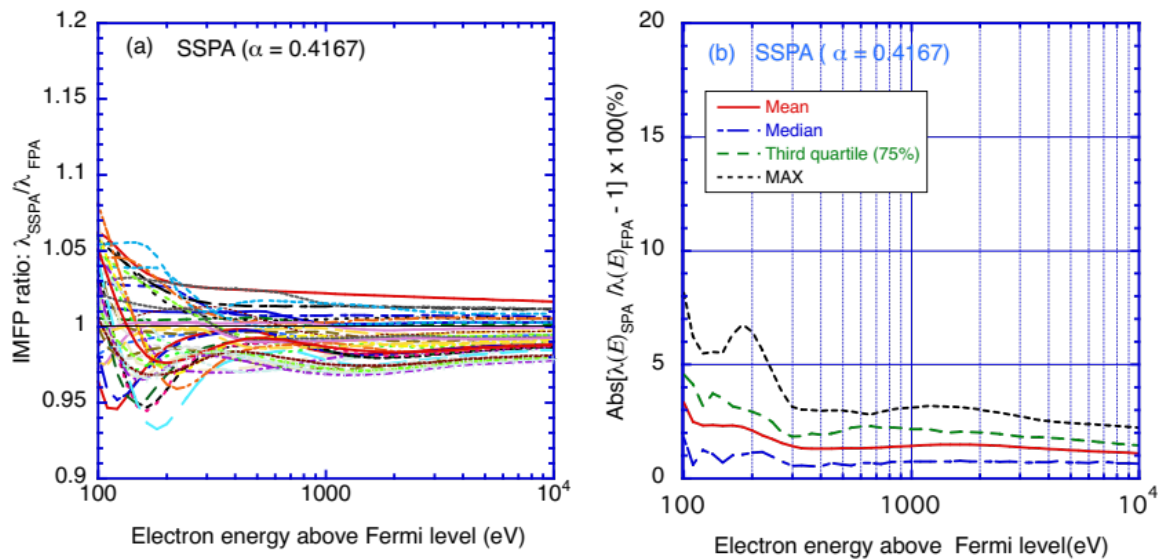 (a) SSPA (α = 0.4167)
IMFP ratio: λSSPA/λ FPA
1.2
1.15
1.1
1.05
1
0.95
0.9
100
1000
10⁴
Electron energy above Fermi level (eV)
(b) SSPA ( α = 0.4167)
Mean
Median
Third quartile (75%)
MAX
Abs[λ(E)SPA /λ(E)FPA - 1] x 100(%)
20
15
10
5
0
100
1000
10⁴
Electron energy above Fermi level(eV)